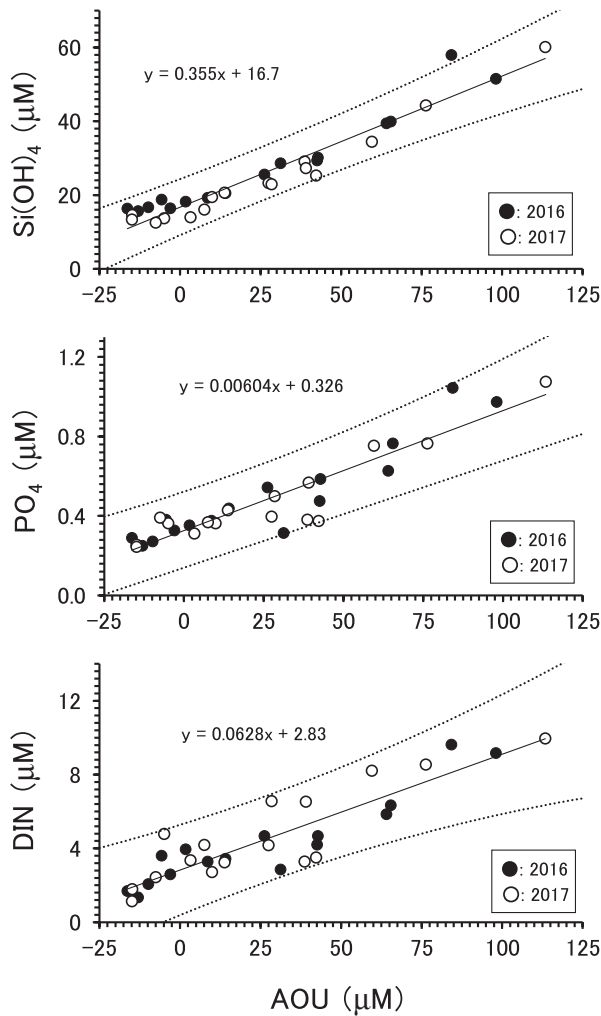 60
y = 0.355x + 16.7
40
Si(OH)4 (μM)
20
●: 2016
○: 2017
0
−25 0 25 50 75 100 125
1.2
y = 0.00604x + 0.326
0.8
PO4 (μM)
0.4
●: 2016
○: 2017
0.0
−25 0 25 50 75 100 125
12
y = 0.0628x + 2.83
8
DIN (μM)
4
●: 2016
○: 2017
0
−25 0 25 50 75 100 125
AOU (μM)